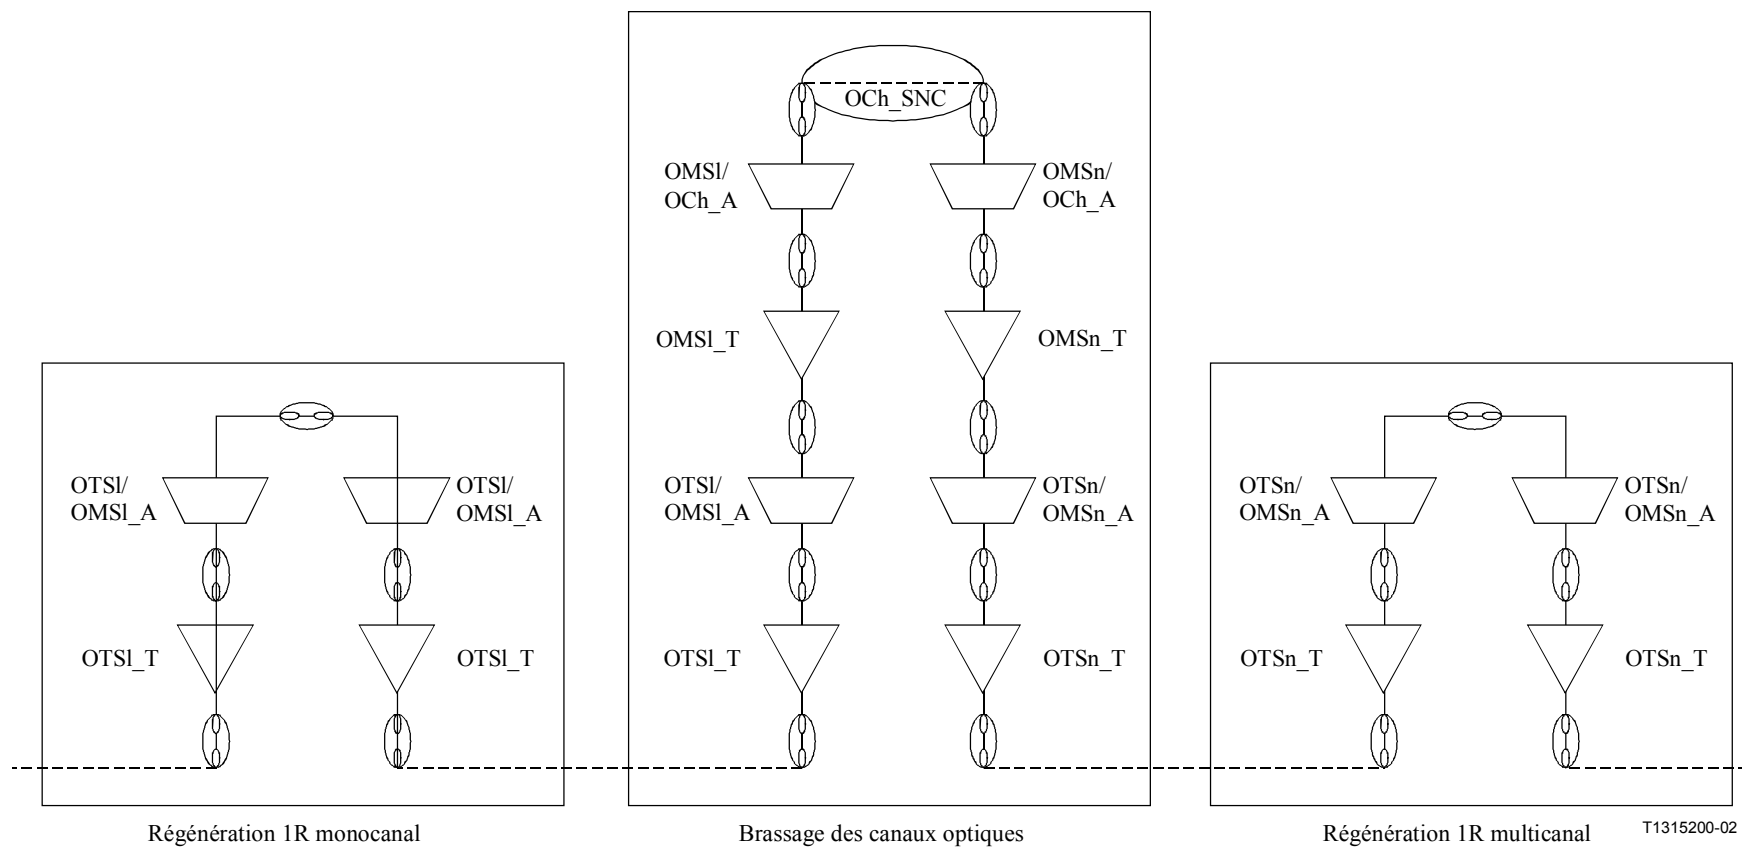 OCh_SNC
OMSl/
OCh_A
OMSn/
OCh_A
OMSl_T
OMSn_T
OTSl/
OMSl_A
OTSl/
OMSl_A
OTSl/
OMSl_A
OTSn/
OMSn_A
OTSn/
OMSn_A
OTSn/
OMSn_A
OTSl_T
OTSl_T
OTSl_T
OTSn_T
OTSn_T
OTSn_T
Régénération 1R monocanal
Brassage des canaux optiques
Régénération 1R multicanal
T1315200-02